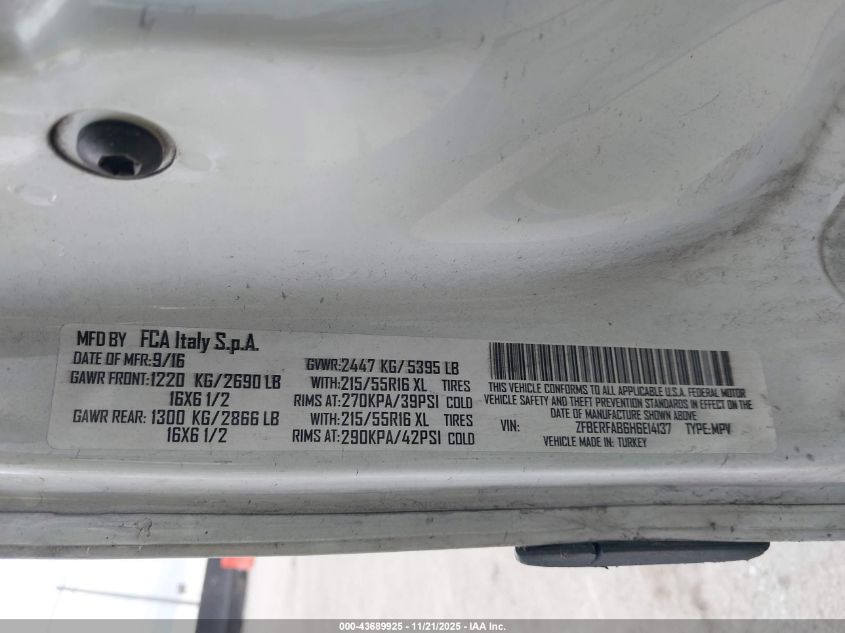 MFD BY FCA Italy S.p.A.
DATE OF MFR:9/16
GAWR FRONT:1220 KG/2690 LB
16X6 1/2
GAWR REAR: 1300 KG/2866 LB
16X6 1/2
GVWR:2447 KG/5395 LB
WITH:215/55R16 XL TIRES
RIMS AT:270KPA/39PSI COLD
WITH:215/55R16 XL TIRES
RIMS AT:290KPA/42PSI COLD
THIS VEHICLE CONFORMS TO ALL APPLICABLE U.S.A. FEDERAL MOTOR
VEHICLE SAFETY AND THEFT PREVENTION STANDARDS IN EFFECT ON THE
DATE OF MANUFACTURE SHOWN ABOVE
VIN: ZFBERFAB6H6E14137 TYPE:MPV
VEHICLE MADE IN: TURKEY
000-43689925 - 11/21/2025 - IAA Inc.